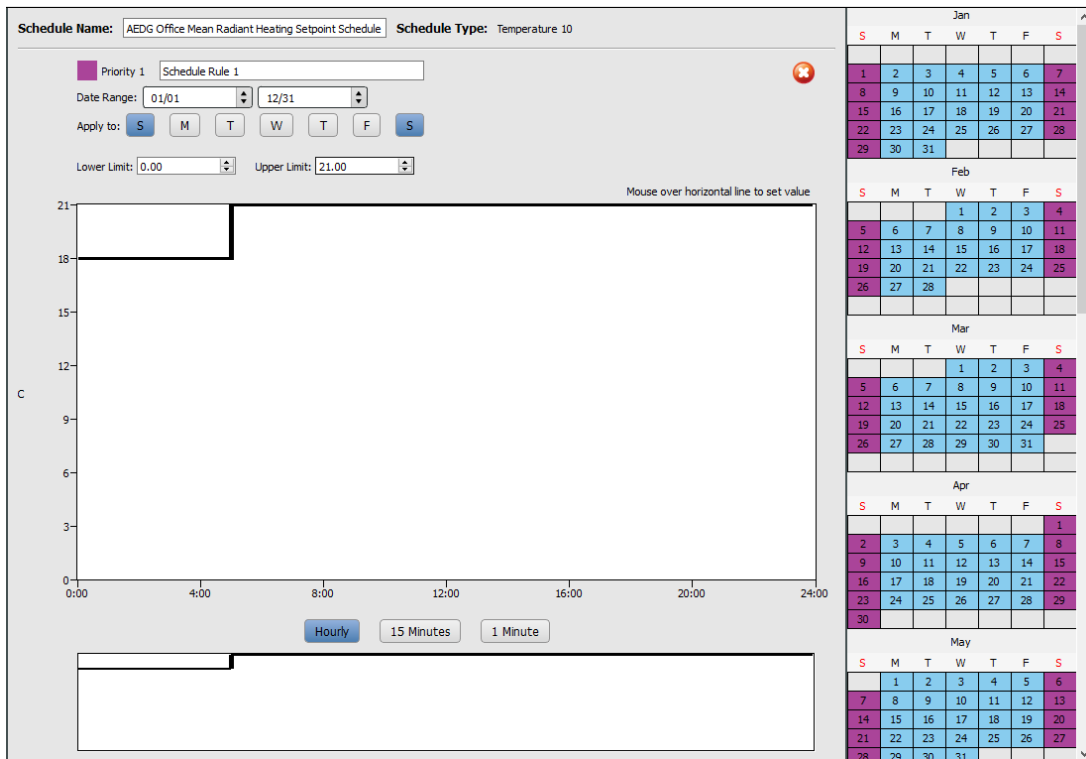 Schedule Name: AEDG Office Mean Radiant Heating Setpoint Schedule Schedule Type: Temperature 10
Priority 1 Schedule Rule 1
Date Range: 01/01 12/31
Apply to: S M T W T F S
Lower Limit: 0.00 Upper Limit: 21.00
Mouse over horizontal line to set value
21
18
15
12
C
9
6
3
0
0:00 4:00 8:00 12:00 16:00 20:00 24:00
Hourly 15 Minutes 1 Minute
Jan
S M T W T F S
1 2 3 4 5 6 7
8 9 10 11 12 13 14
15 16 17 18 19 20 21
22 23 24 25 26 27 28
29 30 31
Feb
S M T W T F S
1 2 3 4
5 6 7 8 9 10 11
12 13 14 15 16 17 18
19 20 21 22 23 24 25
26 27 28
Mar
S M T W T F S
1 2 3 4
5 6 7 8 9 10 11
12 13 14 15 16 17 18
19 20 21 22 23 24 25
26 27 28 29 30 31
Apr
S M T W T F S
1
2 3 4 5 6 7 8
9 10 11 12 13 14 15
16 17 18 19 20 21 22
23 24 25 26 27 28 29
30
May
S M T W T F S
1 2 3 4 5 6
7 8 9 10 11 12 13
14 15 16 17 18 19 20
21 22 23 24 25 26 27
28 29 30 31